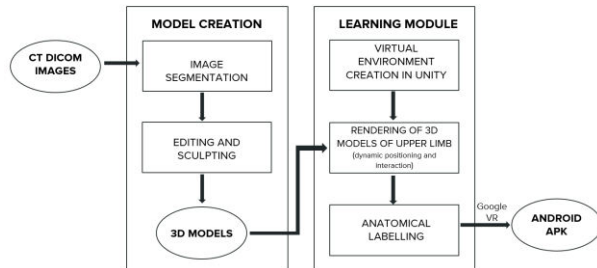 MODEL CREATION
CT DICOM
IMAGES
IMAGE
SEGMENTATION
EDITING AND
SCULPTING
3D MODELS
LEARNING MODULE
VIRTUAL
ENVIRONMENT
CREATION IN UNITY
RENDERING OF 3D
MODELS OF UPPER LIMB
(dynamic positioning and
interaction)
ANATOMICAL
LABELLING
Google
VR
ANDROID
APK